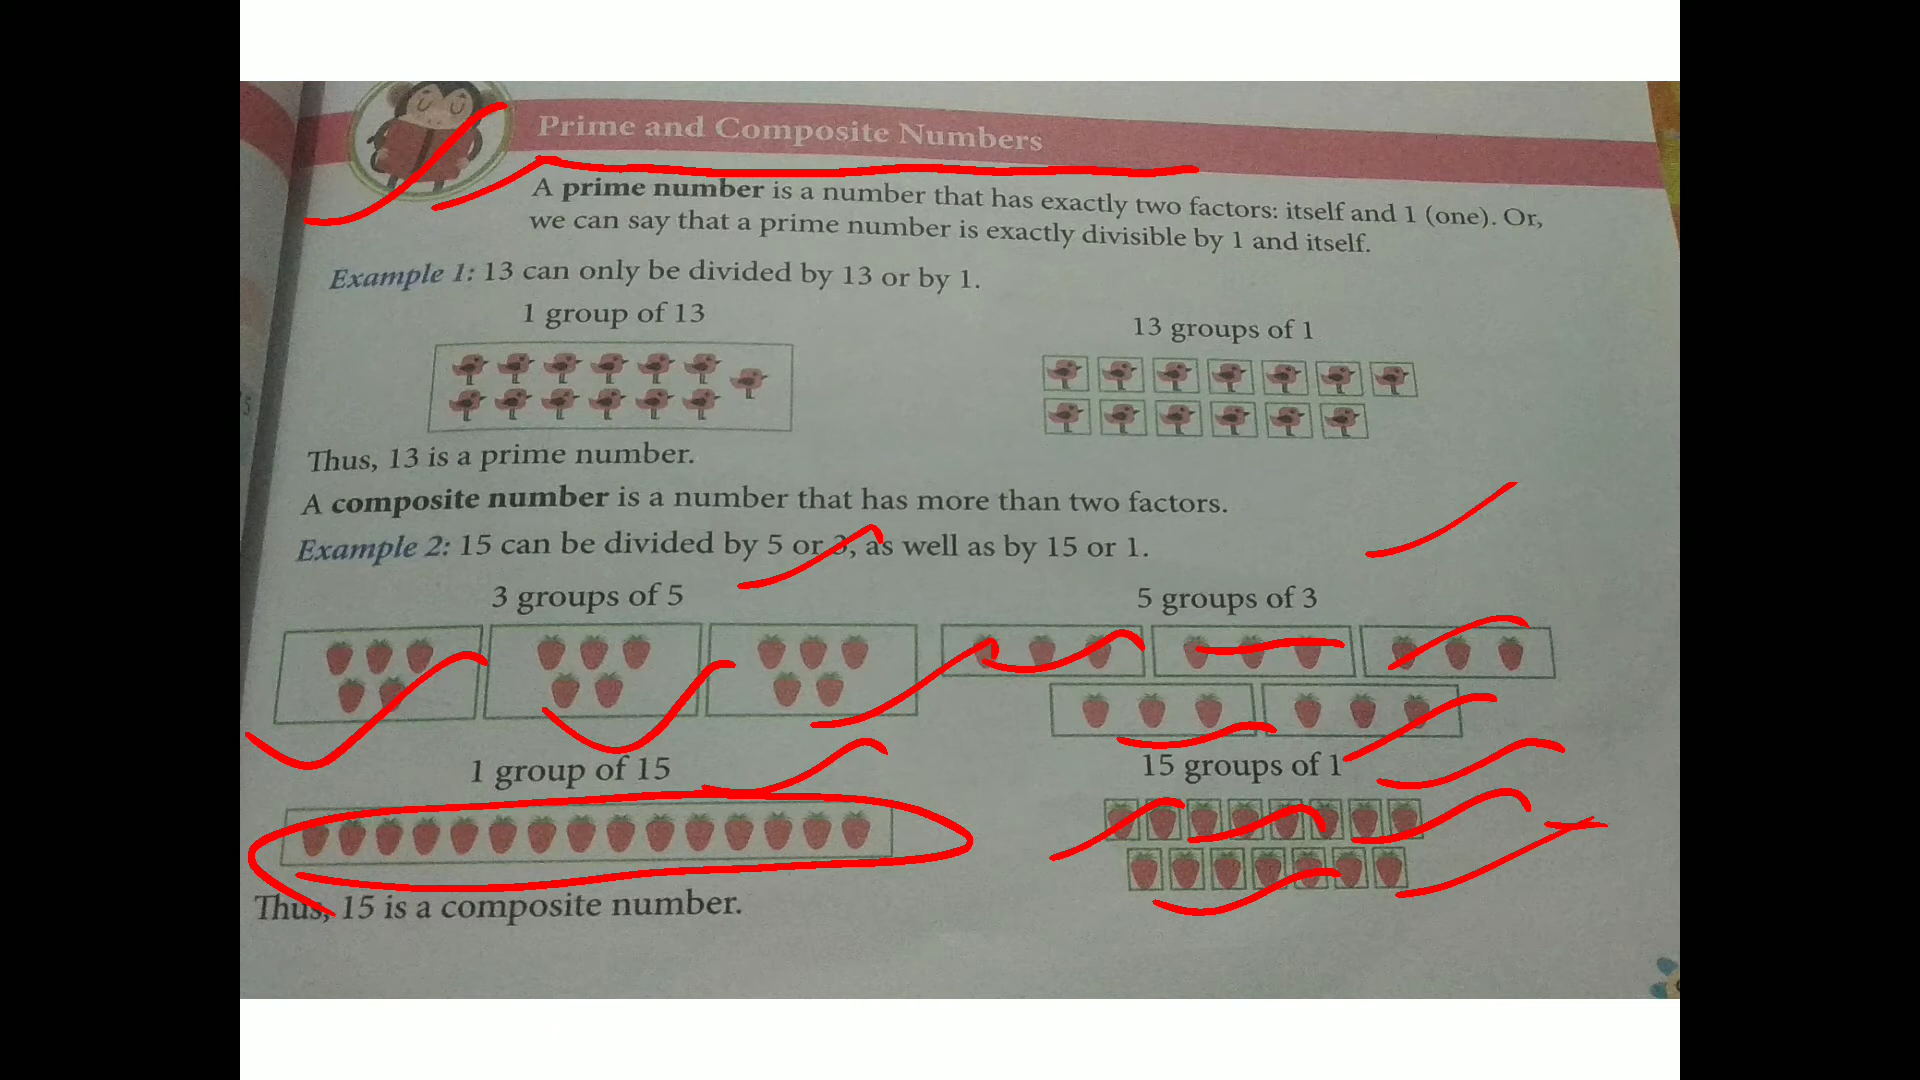 Prime and Composite Numbers
A prime number is a number that has exactly two factors: itself and 1 (one). Or,
we can say that a prime number is exactly divisible by 1 and itself.
Example 1: 13 can only be divided by 13 or by 1.
1 group of 13
13 groups of 1
Thus, 13 is a prime number.
A composite number is a number that has more than two factors.
Example 2: 15 can be divided by 5 or 3, as well as by 15 or 1.
3 groups of 5
5 groups of 3
1 group of 15
15 groups of 1
Thus, 15 is a composite number.